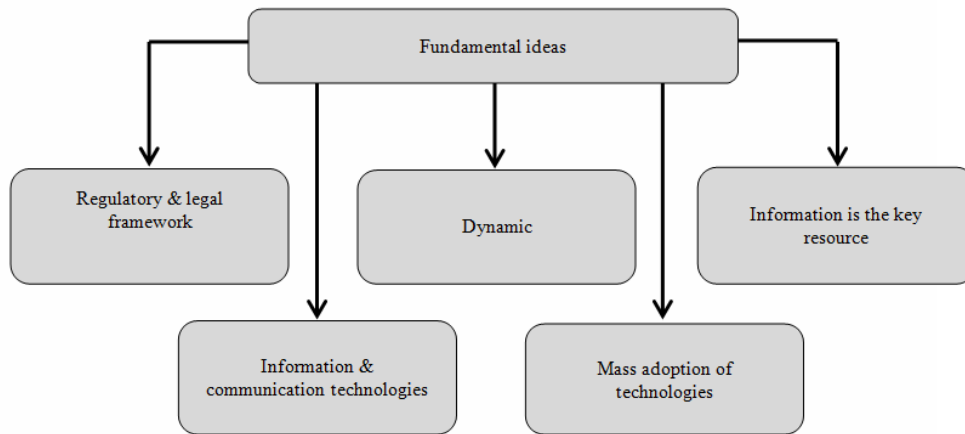 Fundamental ideas
Regulatory & legal
framework
Dynamic
Information is the key
resource
Information &
communication technologies
Mass adoption of
technologies